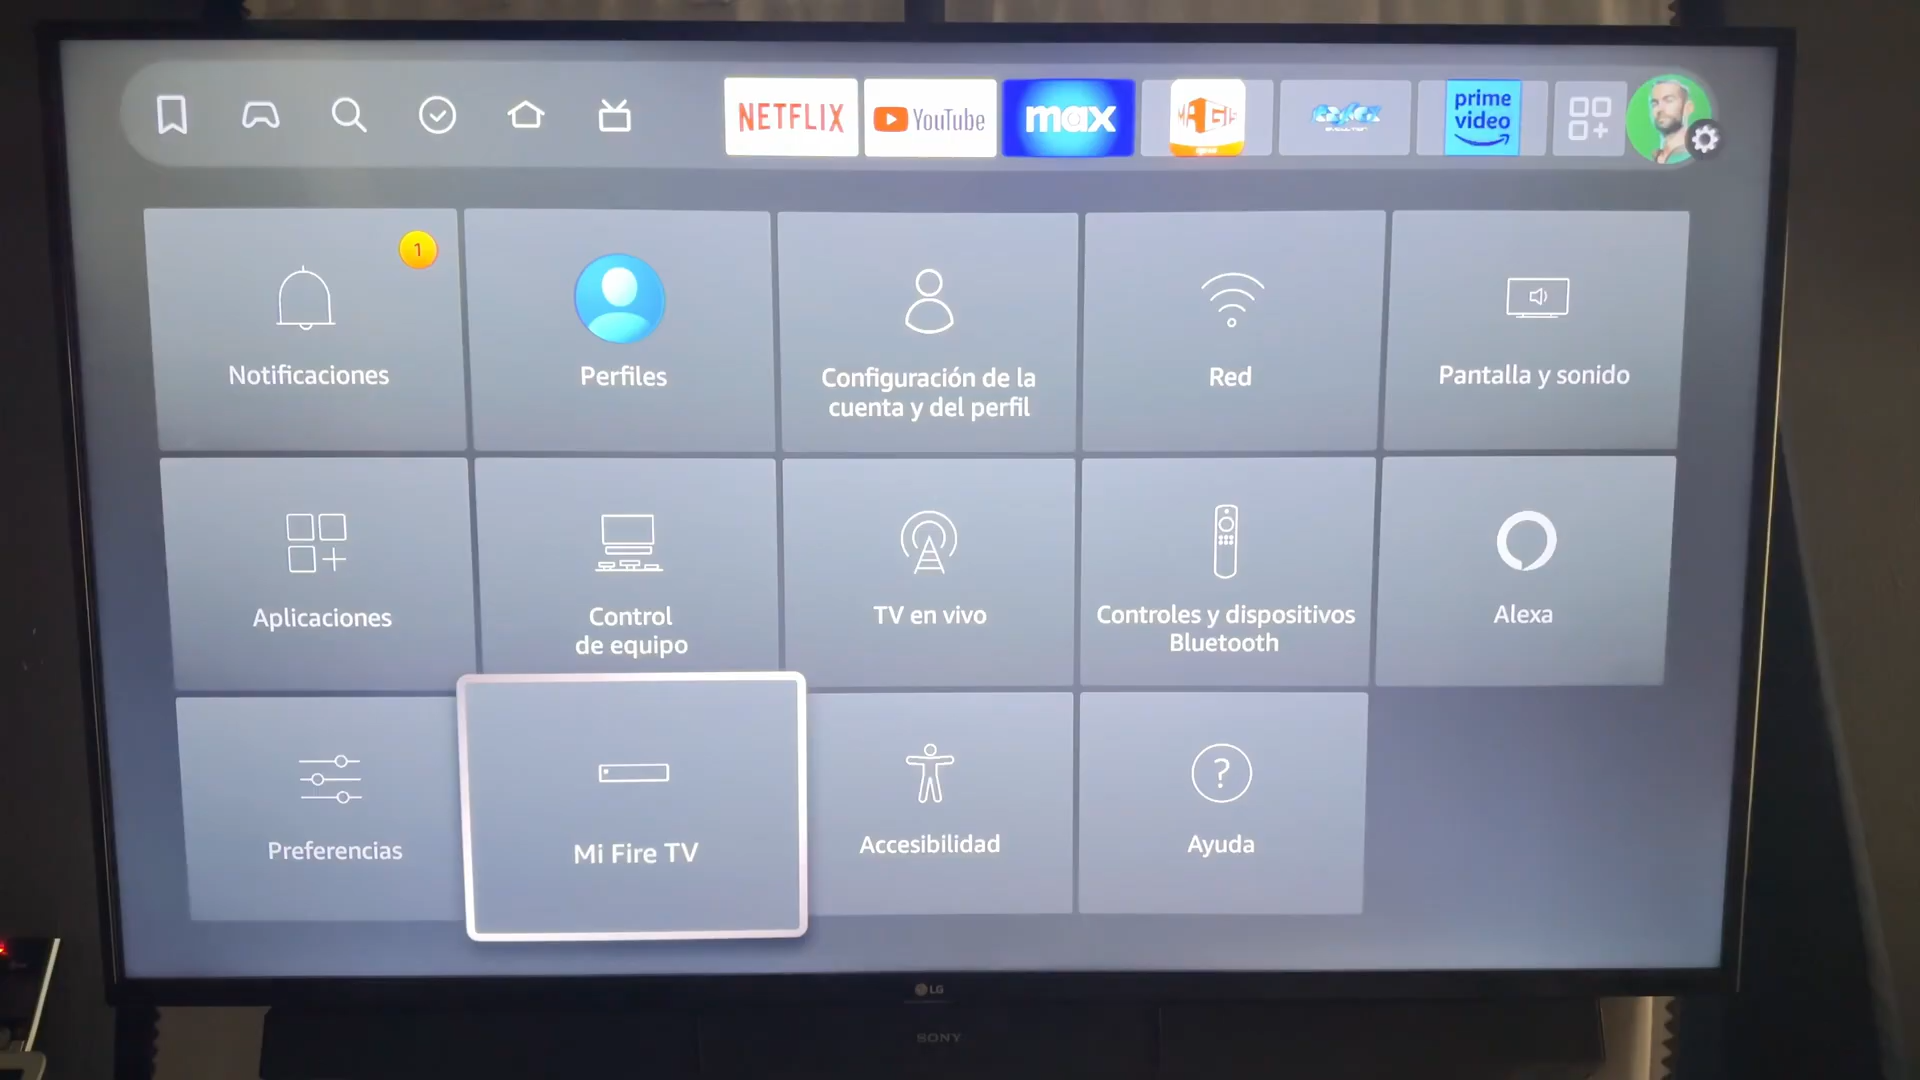 NETFLIX
YouTube
max
MAGIS
prime
video
1
Notificaciones
Perfiles
Configuración de la
cuenta y del perfil
Red
Pantalla y sonido
Aplicaciones
Control
de equipo
TV en vivo
Controles y dispositivos
Bluetooth
Alexa
Preferencias
Mi Fire TV
Accesibilidad
?
Ayuda
LG
SONY